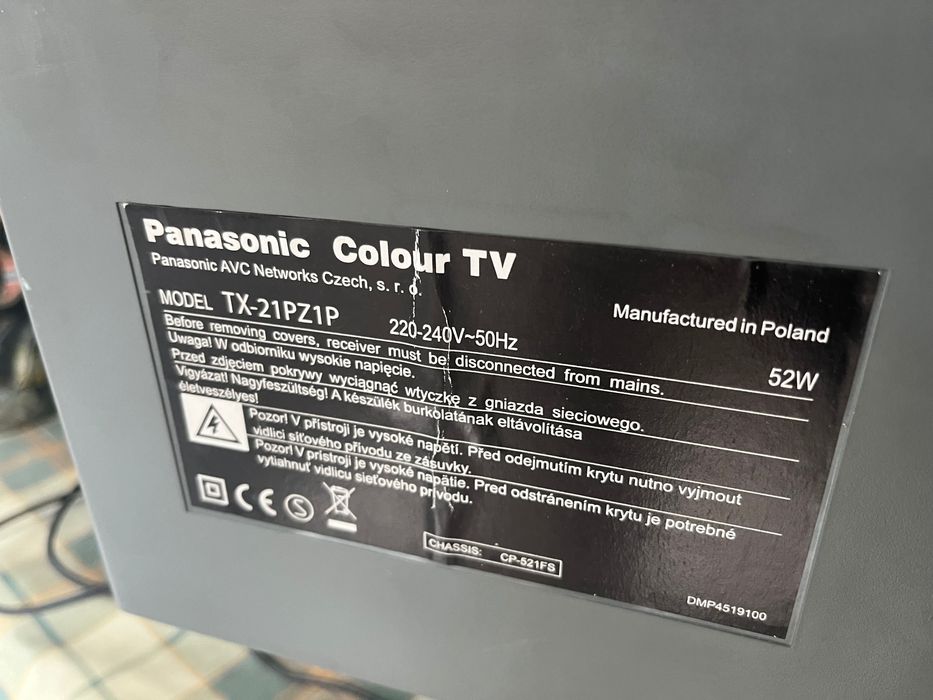 Panasonic Colour TV
Panasonic AVC Networks Czech, s. r. o.
MODEL TX-21PZ1P
220-240V~50Hz
Manufactured in Poland
52W
Before removing covers, receiver must be disconnected from mains.
Uwaga! W odbiorniku wysokie napięcie.
Przed zdjęciem pokrywy wyciągnąć wtyczkę z gniazda sieciowego.
Vigyázat! Nagyfeszültség! A készülék burkolatának eltávolítása
életveszélyes!
Pozor! V přístroji je vysoké napětí. Před odejmutím krytu nutno vyjmout
vidlici síťového přívodu ze zásuvky.
Pozor! V prístroji je vysoké napätie. Pred odstránením krytu je potrebné
vytiahnuť vidlicu sieťového prívodu.
CE S
CHASSIS: CP-521FS
DMP4519100